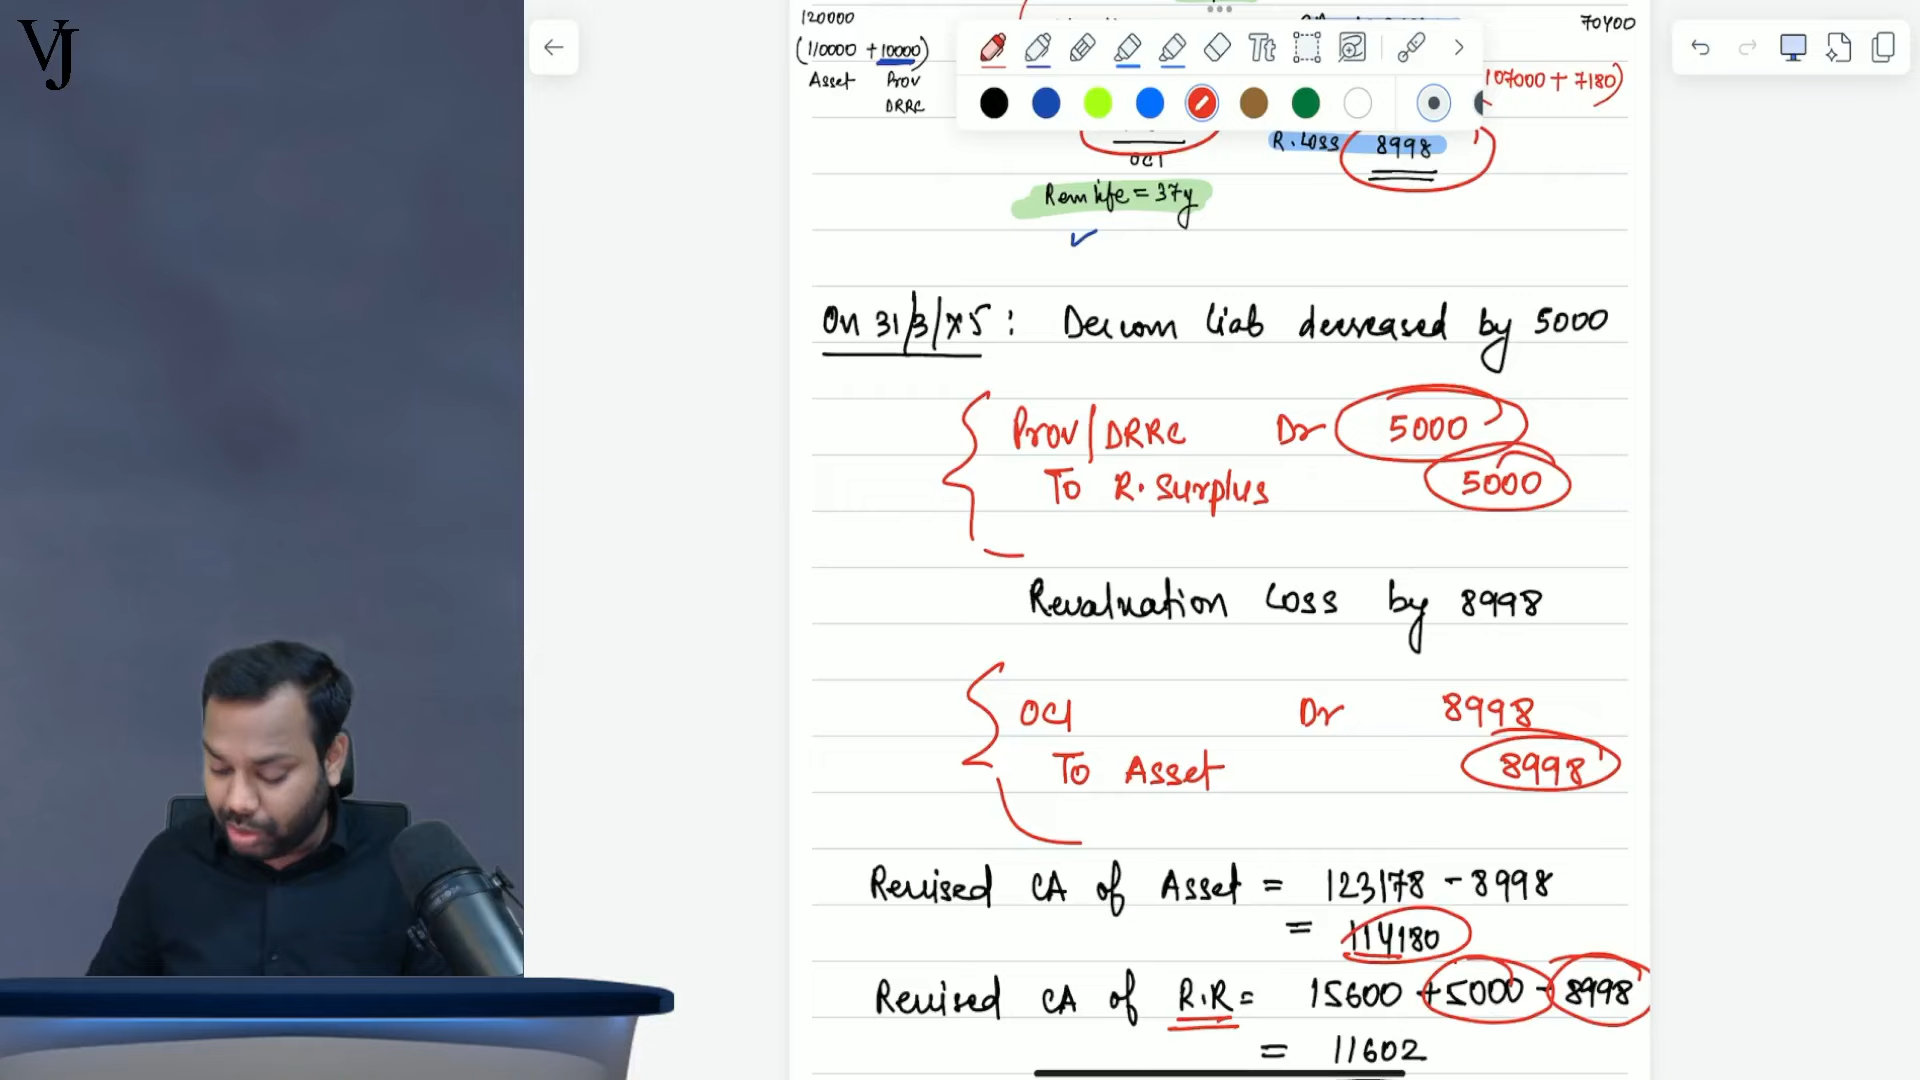 VJ
120000
70400
(110000 + 10000)
107000 + 7180)
Asset Prov
DRRC
Tt
R. Loss 8998
OCI
Rem life = 37y
On 31/3/x5 : Decom Liab decreased by 5000
Prov/DRRC Dr 5000
To R. Surplus 5000
Revaluation Loss by 8998
OCI Dr 8998
To Asset 8998
Revised CA of Asset = 123178 - 8998
= 114180
Revised CA of R.R = 15600 +5000 - 8998
= 11602